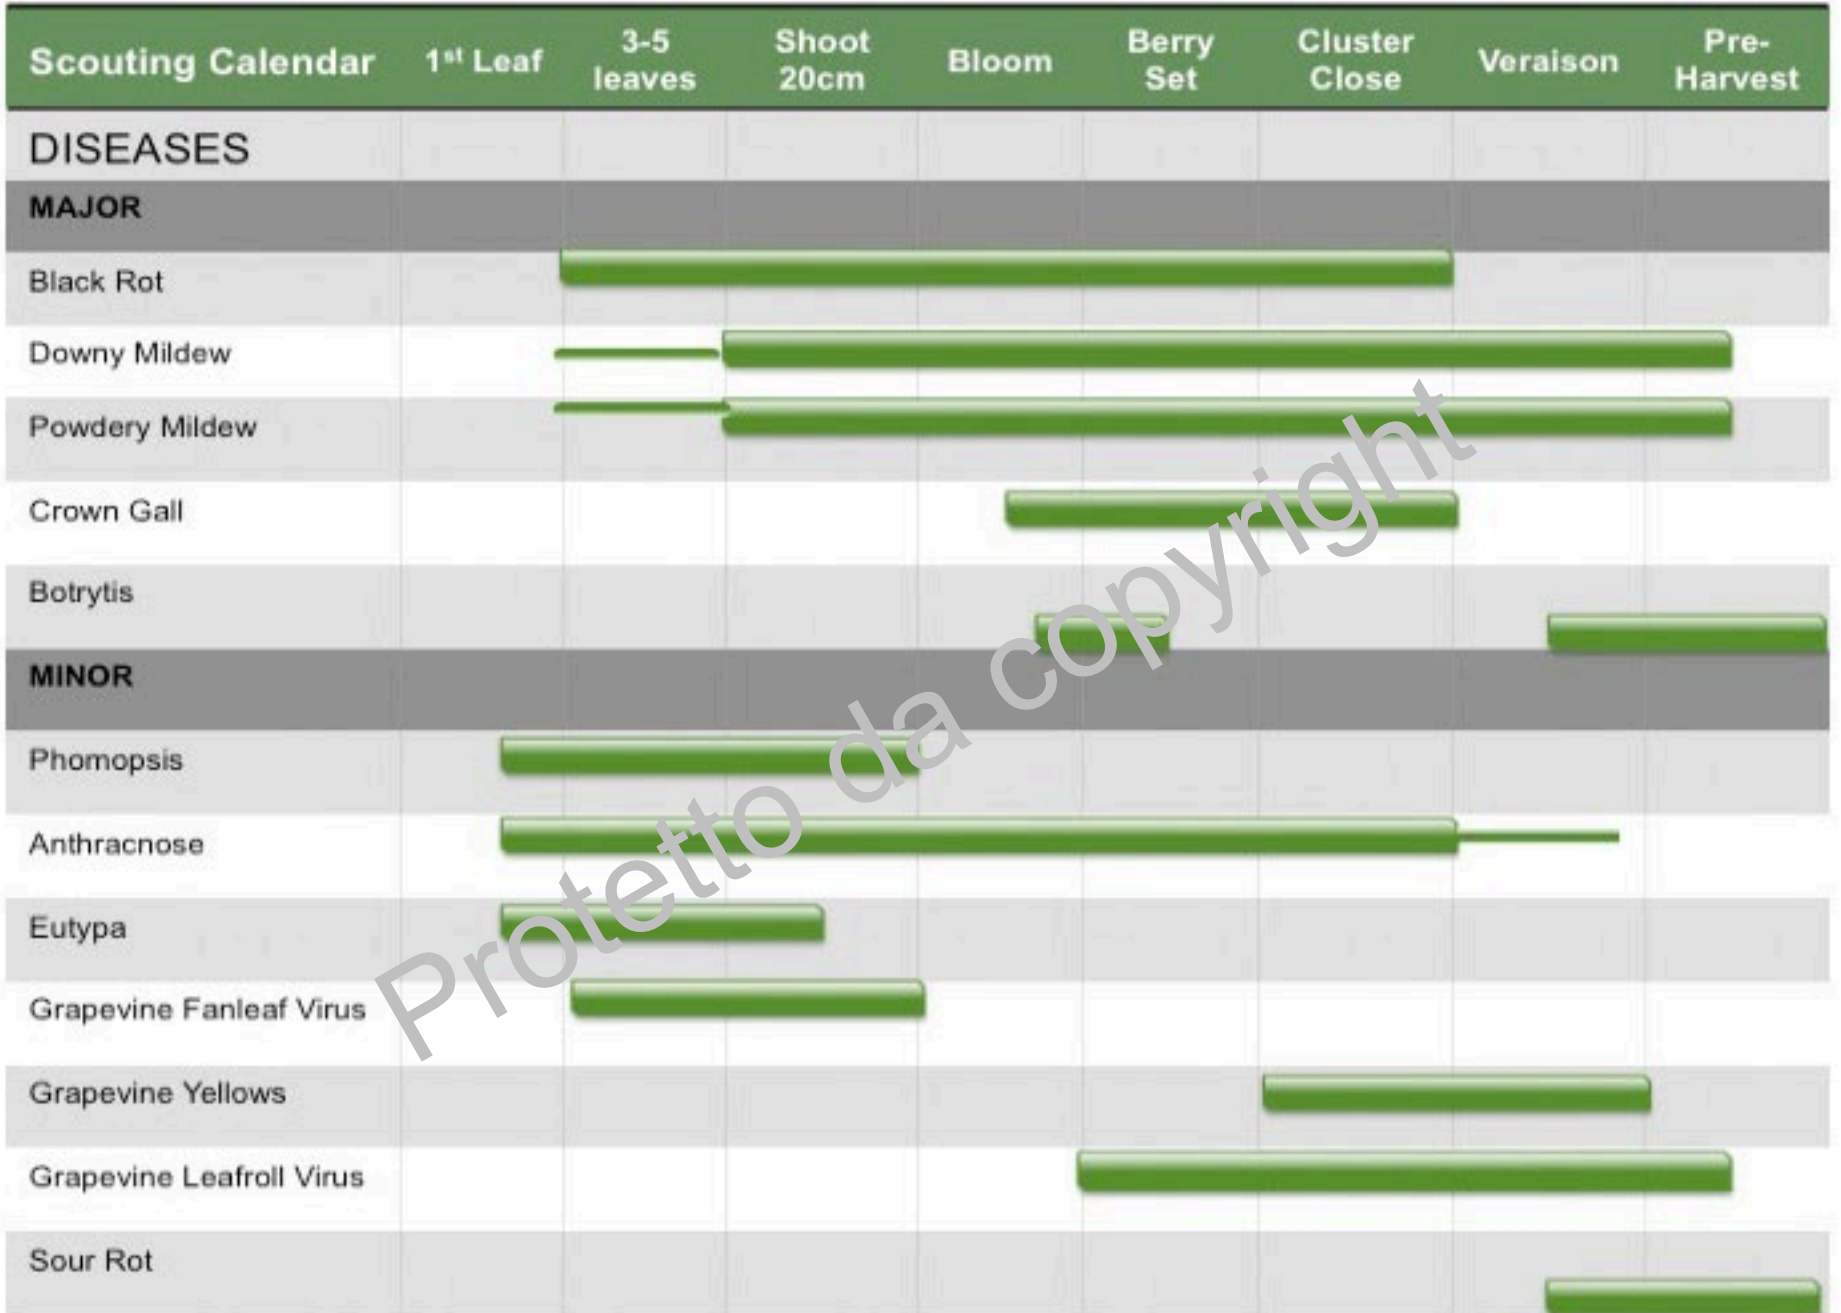 Scouting Calendar 1st Leaf 3-5 leaves Shoot 20cm Bloom Berry Set Cluster Close Veraison Pre-Harvest
DISEASES
MAJOR
Black Rot
Downy Mildew
Powdery Mildew
Crown Gall
Botrytis
MINOR
Phomopsis
Anthracnose
Eutypa
Grapevine Fanleaf Virus
Grapevine Yellows
Grapevine Leafroll Virus
Sour Rot
Protetto da copyright